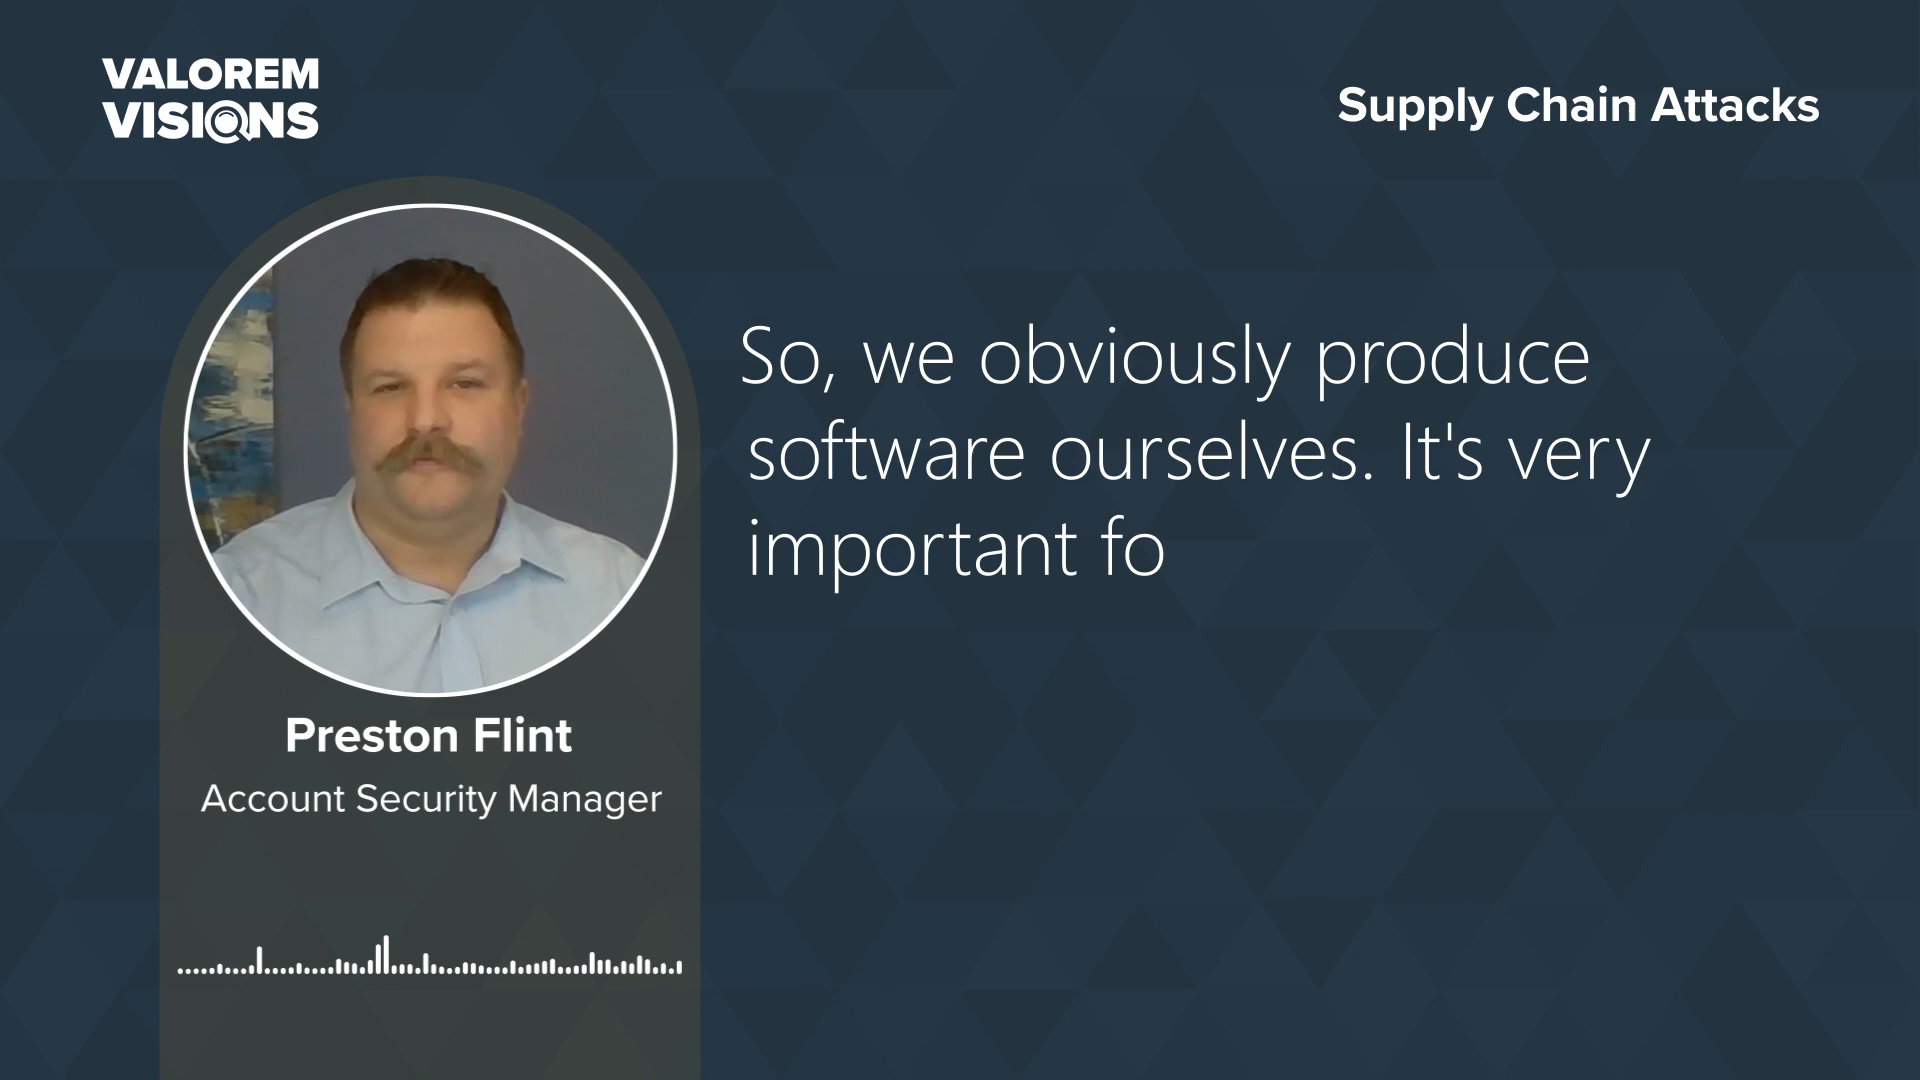 VALOREM
VISIONS
Supply Chain Attacks
So, we obviously produce
software ourselves. It's very
important fo
Preston Flint
Account Security Manager